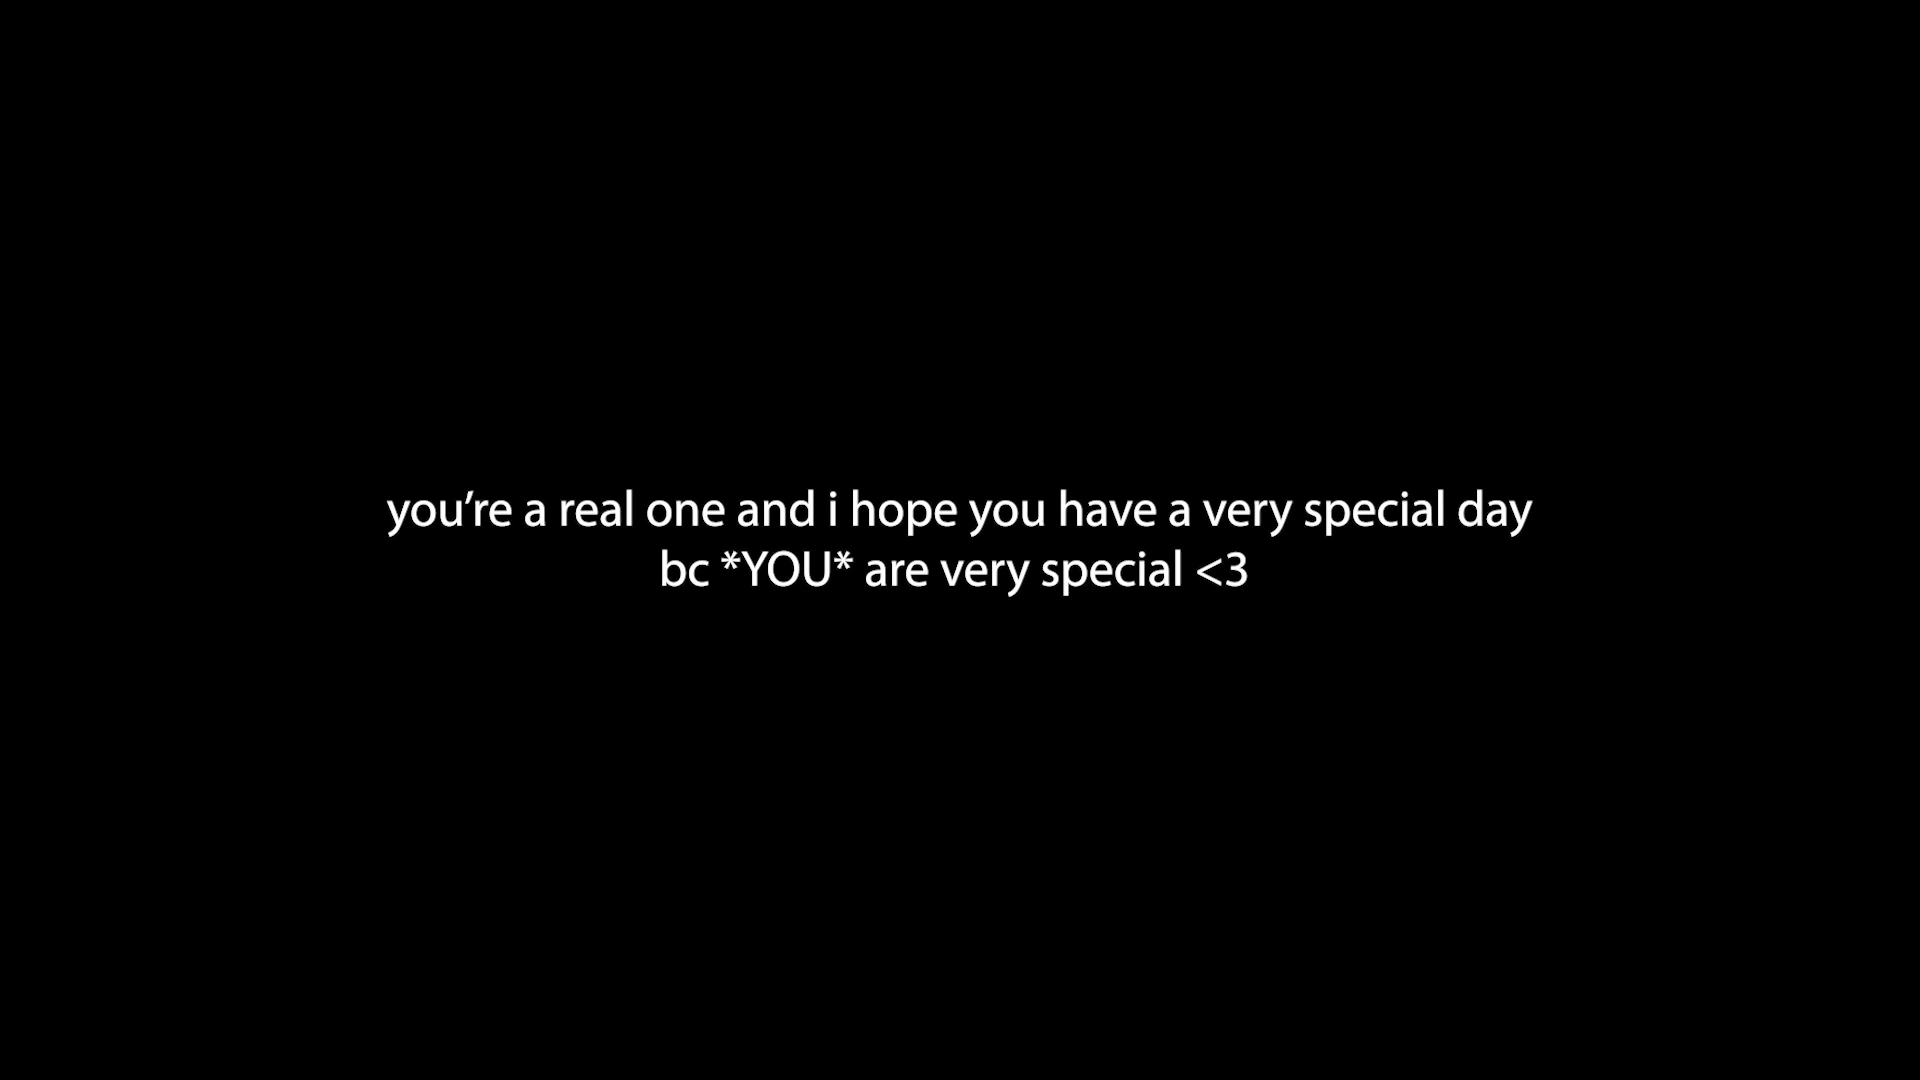 you’re a real one and i hope you have a very special day
bc *YOU* are very special <3